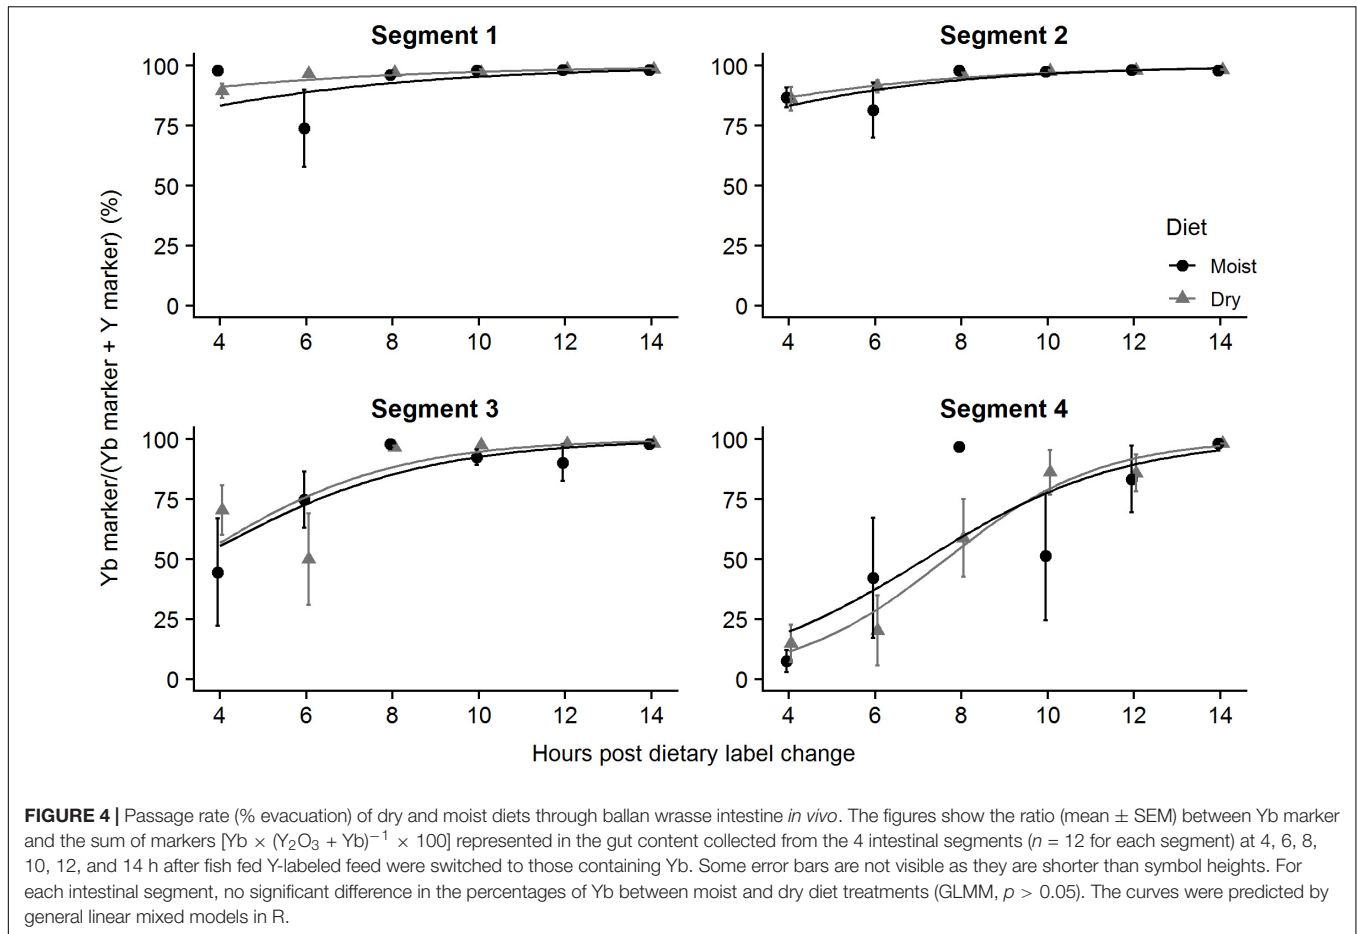 Segment 1
Segment 2
100
75
50
25
0
4 6 8 10 12 14
100
75
50
25
0
4 6 8 10 12 14
Diet
Moist
Dry
Yb marker/(Yb marker + Y marker) (%)
Segment 3
Segment 4
100
75
50
25
0
4 6 8 10 12 14
100
75
50
25
0
4 6 8 10 12 14
Hours post dietary label change
FIGURE 4 | Passage rate (% evacuation) of dry and moist diets through ballan wrasse intestine in vivo. The figures show the ratio (mean ± SEM) between Yb marker
and the sum of markers [Yb × (Y₂O₃ + Yb)⁻¹ × 100] represented in the gut content collected from the 4 intestinal segments (n = 12 for each segment) at 4, 6, 8,
10, 12, and 14 h after fish fed Y-labeled feed were switched to those containing Yb. Some error bars are not visible as they are shorter than symbol heights. For
each intestinal segment, no significant difference in the percentages of Yb between moist and dry diet treatments (GLMM, p > 0.05). The curves were predicted by
general linear mixed models in R.